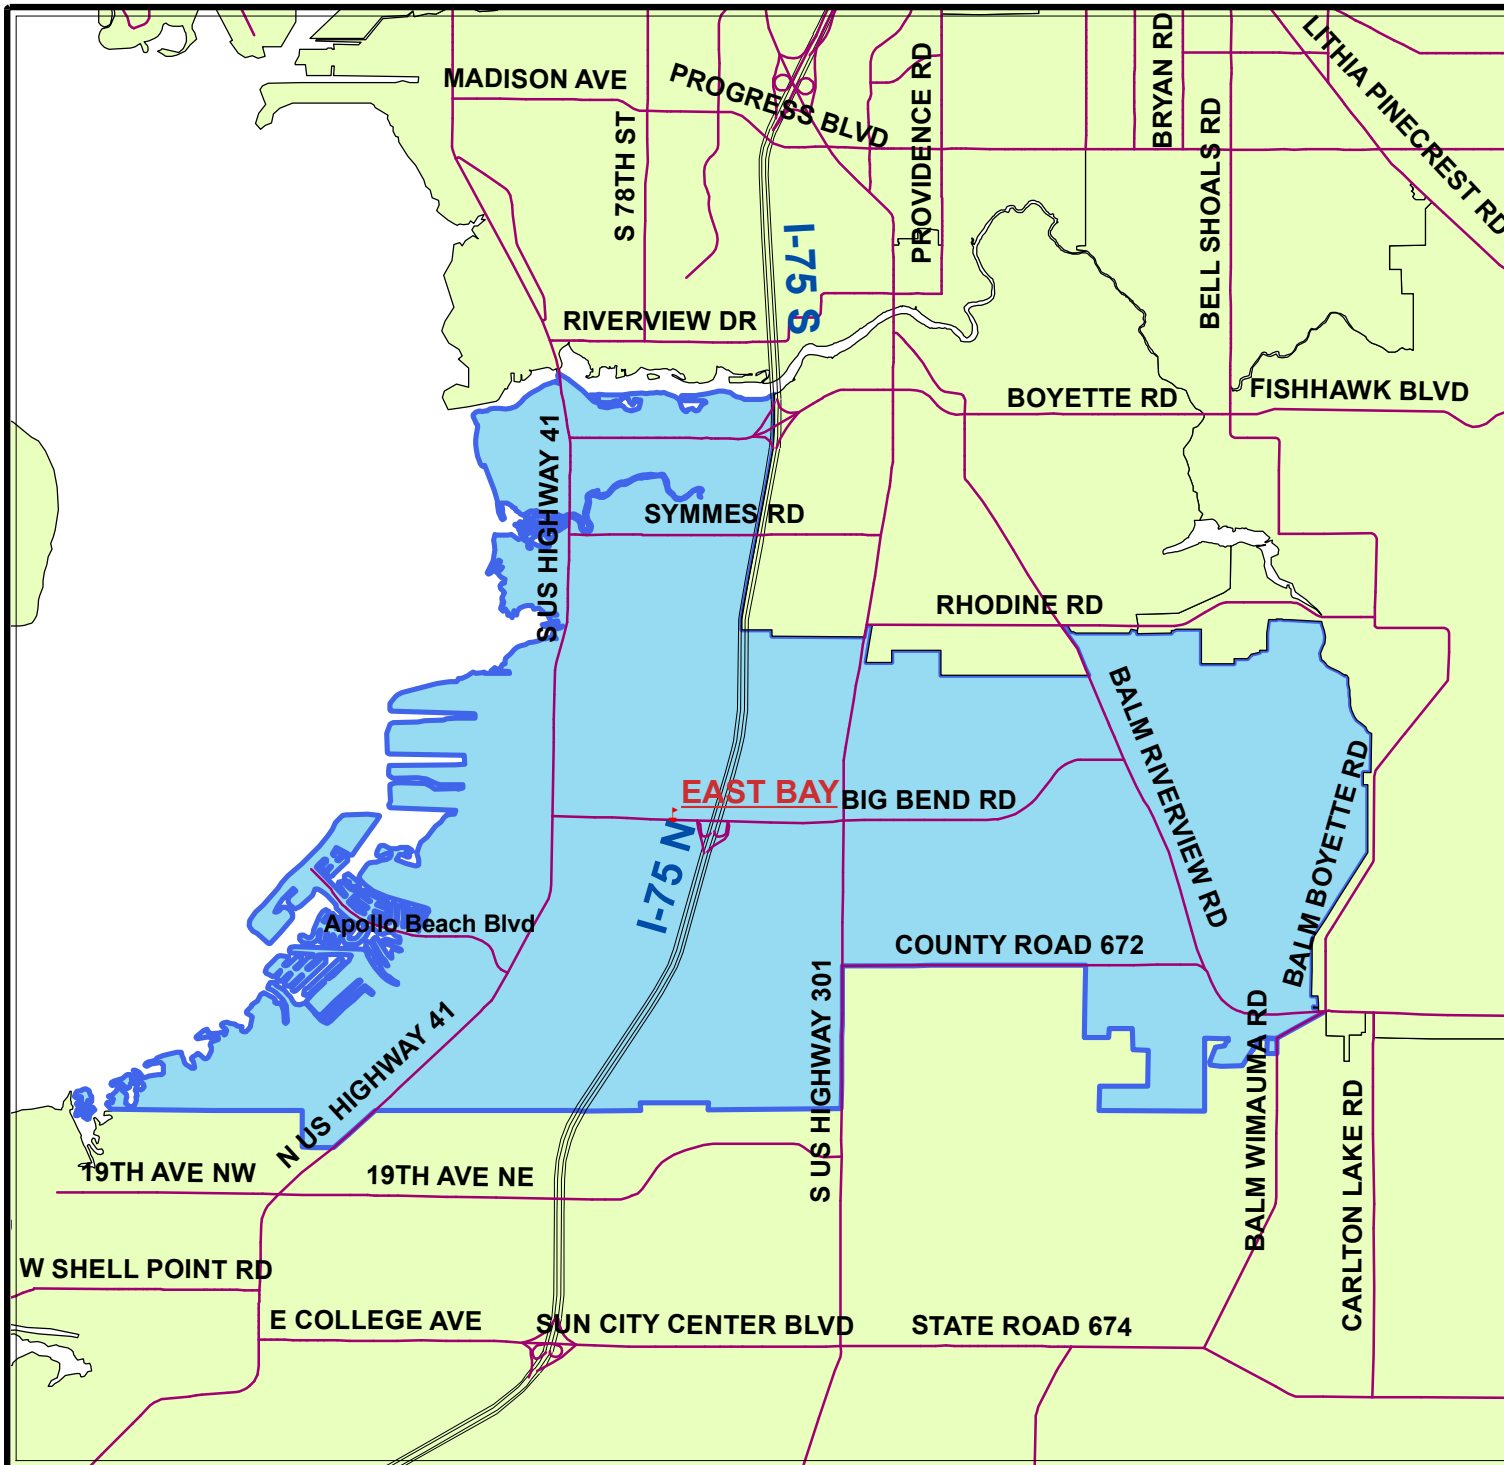 MADISON AVE
PROGRESS BLVD
S 78TH ST
PROVIDENCE RD
BRYAN RD
BELL SHOALS RD
LITHIA PINECREST RD
I-75 S
RIVERVIEW DR
BOYETTE RD
FISHHAWK BLVD
S US HIGHWAY 41
SYMMES RD
RHODINE RD
BALM RIVERVIEW RD
BALM BOYETTE RD
EAST BAY
BIG BEND RD
I-75 N
Apollo Beach Blvd
COUNTY ROAD 672
S US HIGHWAY 301
N US HIGHWAY 41
BALM WIMAUMA RD
CARLTON LAKE RD
19TH AVE NW
19TH AVE NE
W SHELL POINT RD
E COLLEGE AVE
SUN CITY CENTER BLVD
STATE ROAD 674